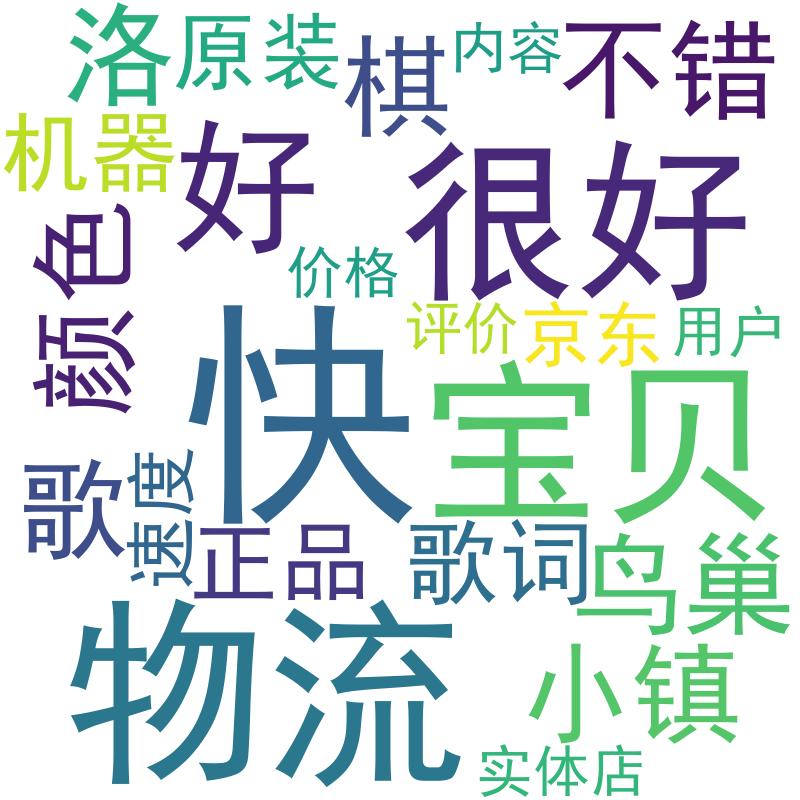 洛
原装
棋
内容
不错
机器
好
很好
颜色
价格
评价
京东
用户
快
宝贝
歌
速度
正品
歌词
鸟巢
物流
小镇
实体店